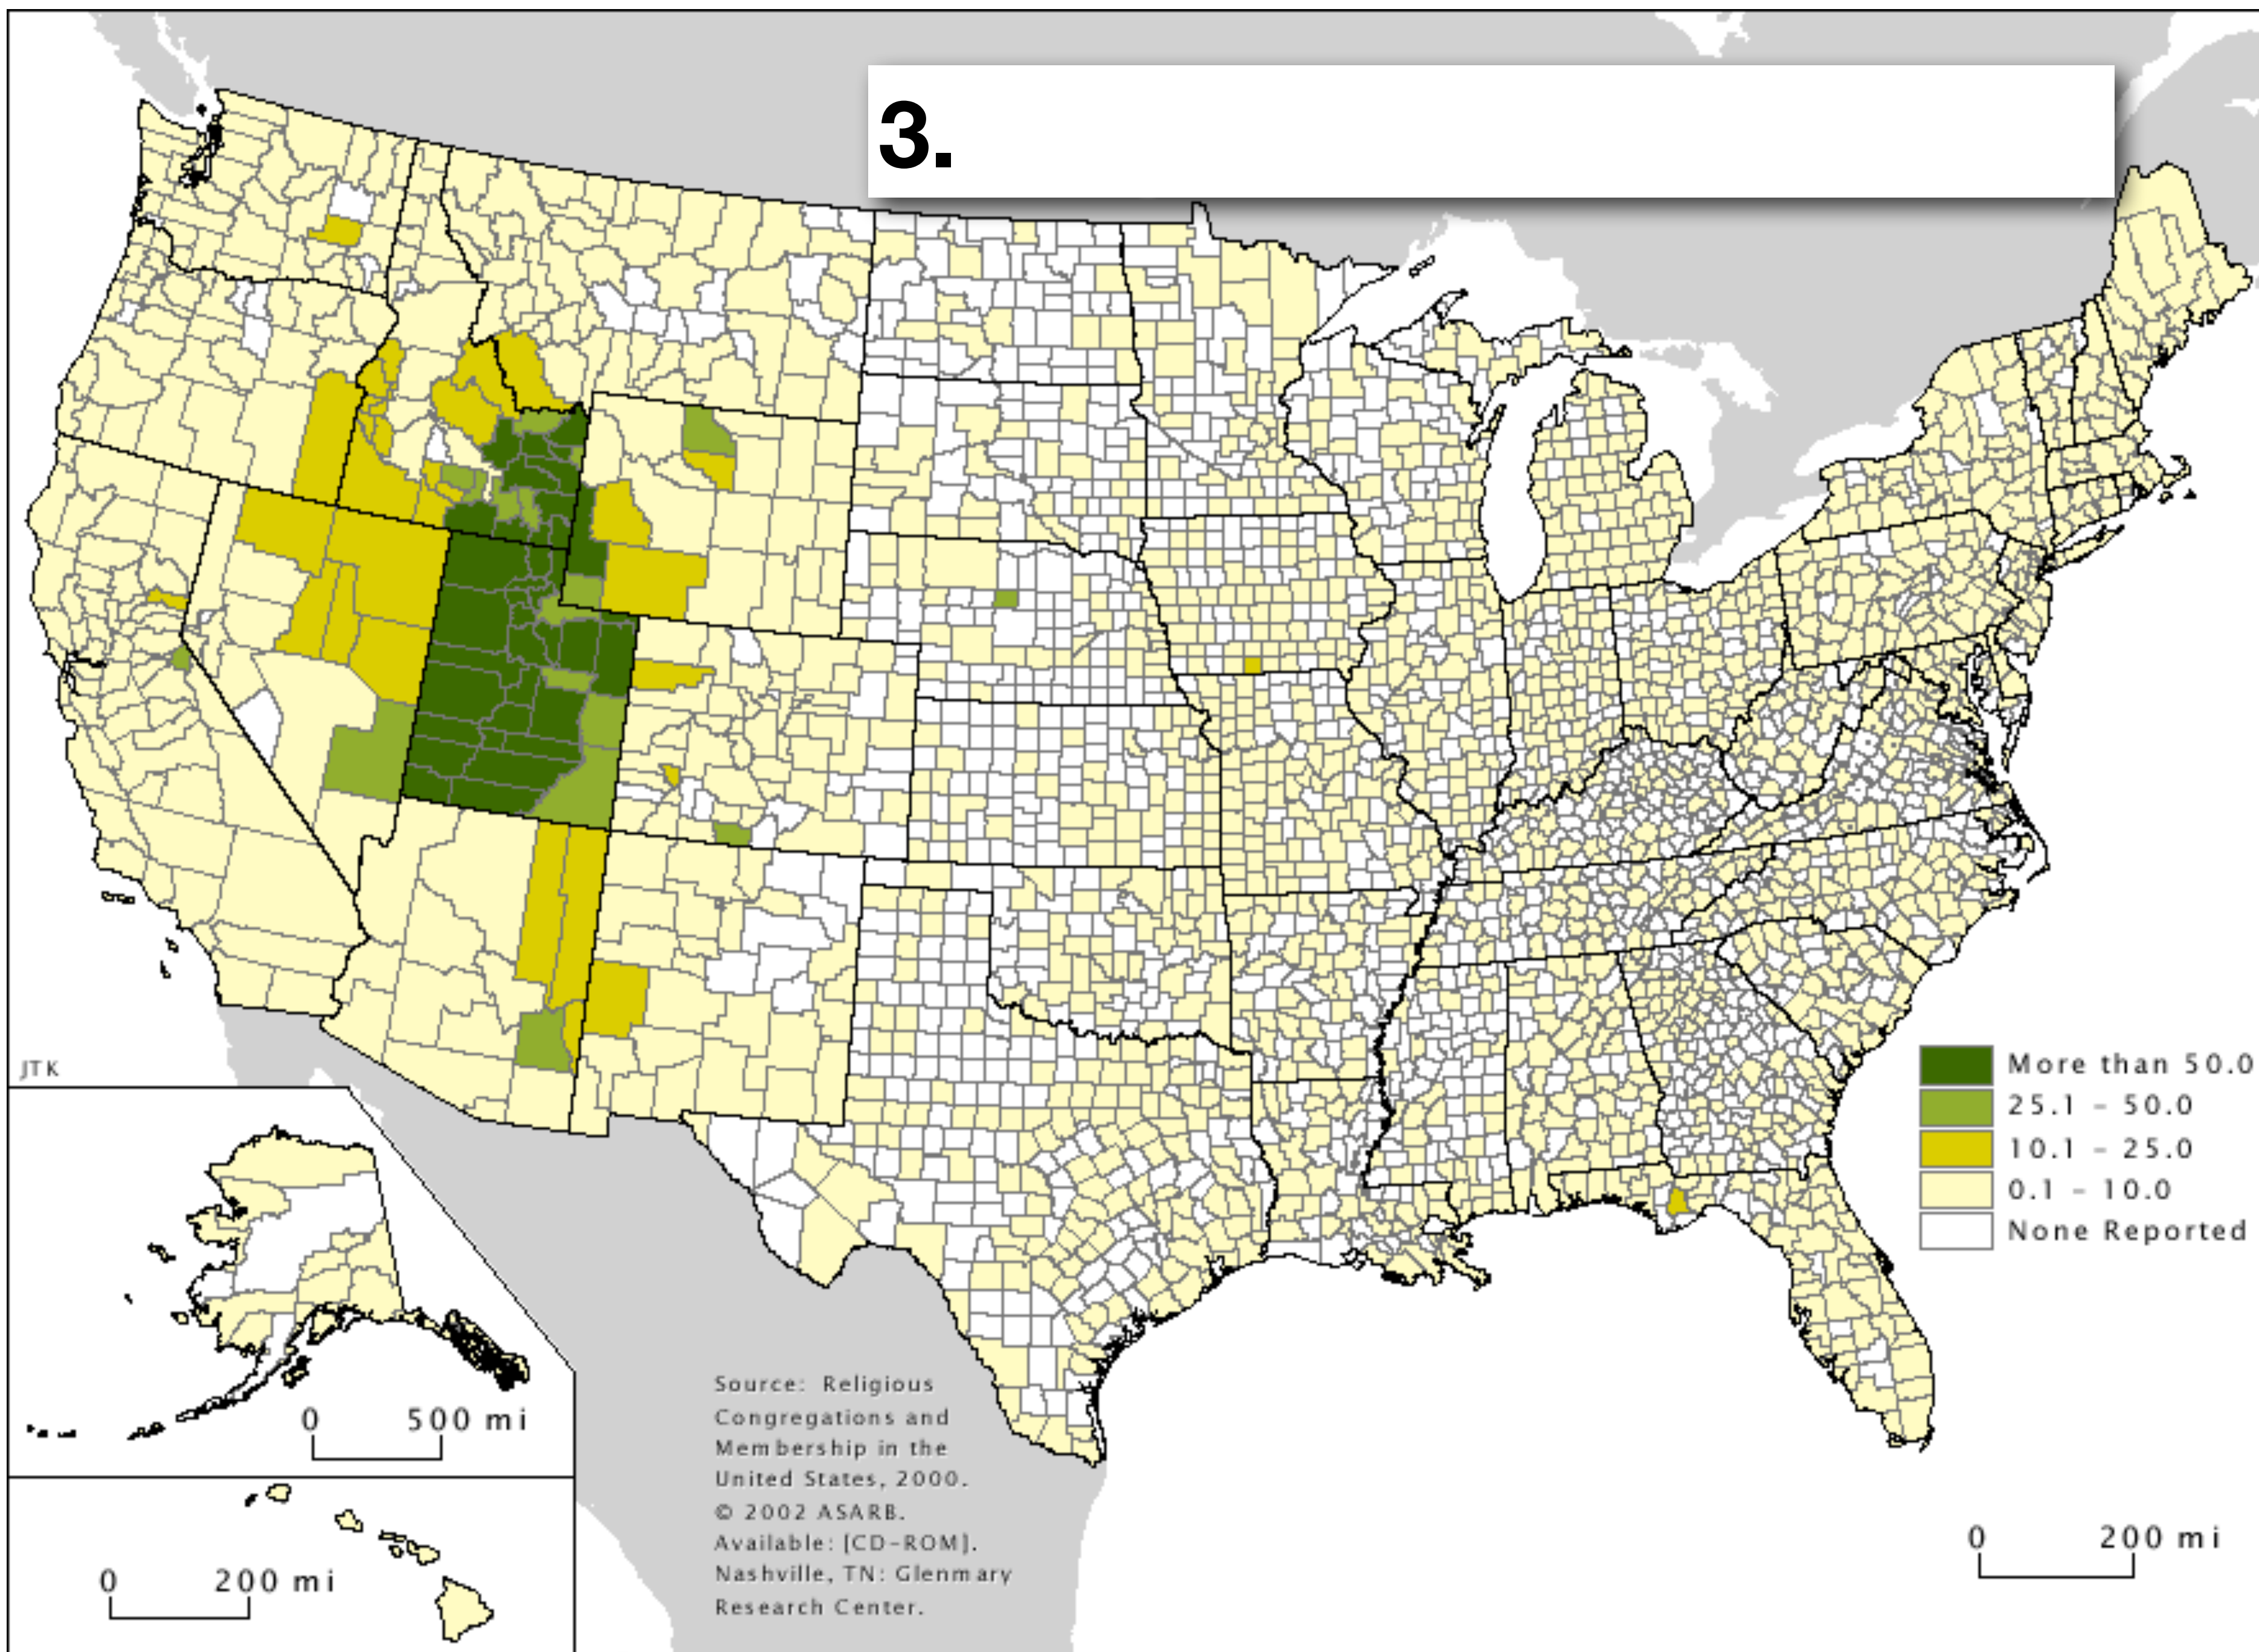 3.
JTK
More than 50.0
25.1 – 50.0
10.1 – 25.0
0.1 – 10.0
None Reported
0 500 mi
Source: Religious
Congregations and
Membership in the
United States, 2000.
© 2002 ASARB.
Available: [CD-ROM].
Nashville, TN: Glenmary
Research Center.
0 200 mi
0 200 mi